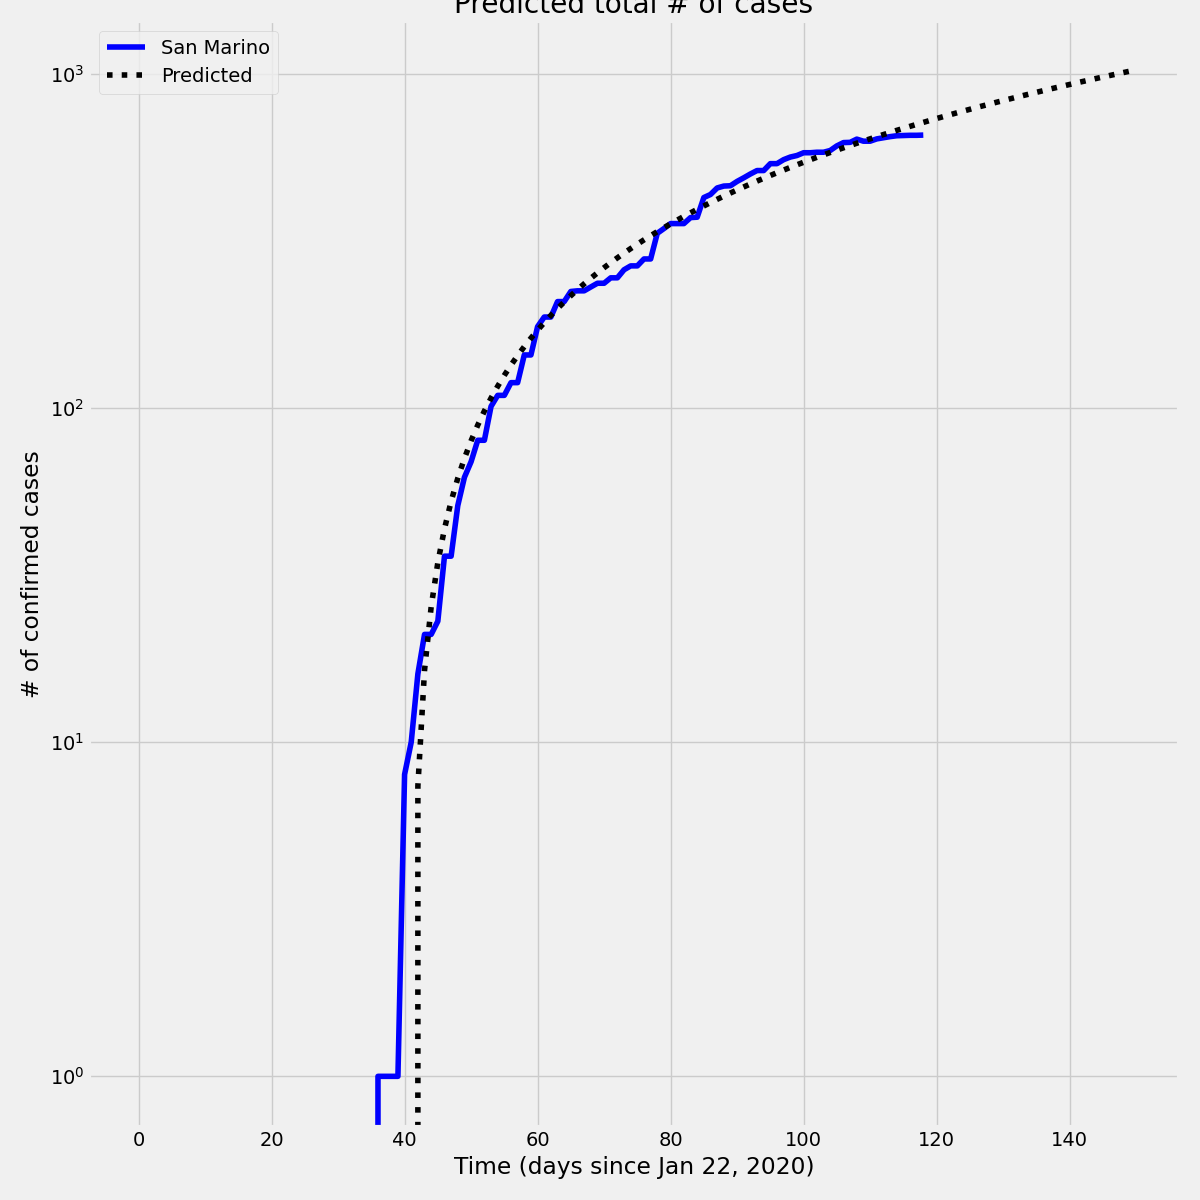 Predicted total # of cases
San Marino
Predicted
10³
10²
10¹
10⁰
# of confirmed cases
0 20 40 60 80 100 120 140
Time (days since Jan 22, 2020)